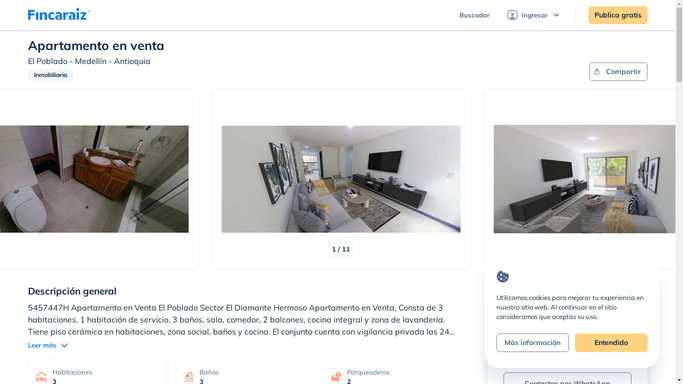 Fincaraiz
Buscador
Ingresar
Publica gratis
Apartamento en venta
El Poblado - Medellín - Antioquia
Inmobiliaria
Compartir
1 / 11
Descripción general
5457447H Apartamento en Venta El Poblado Sector El Diamante Hermoso Apartamento en Venta, Consta de 3
habitaciones, 1 habitación de servicio, 3 baños, sala, comedor, 2 balcones, cocina integral y zona de lavandería.
Tiene piso cerámica en habitaciones, zona social, baños y cocina. El conjunto cuenta con vigilancia privada las 24...
Leer más
Habitaciones
3
Baños
3
Parqueaderos
2
Utilizamos cookies para mejorar tu experiencia en
nuestro sitio web. Al continuar en el sitio
consideramos que aceptas su uso.
Más información
Entendido
Contactar por WhatsApp